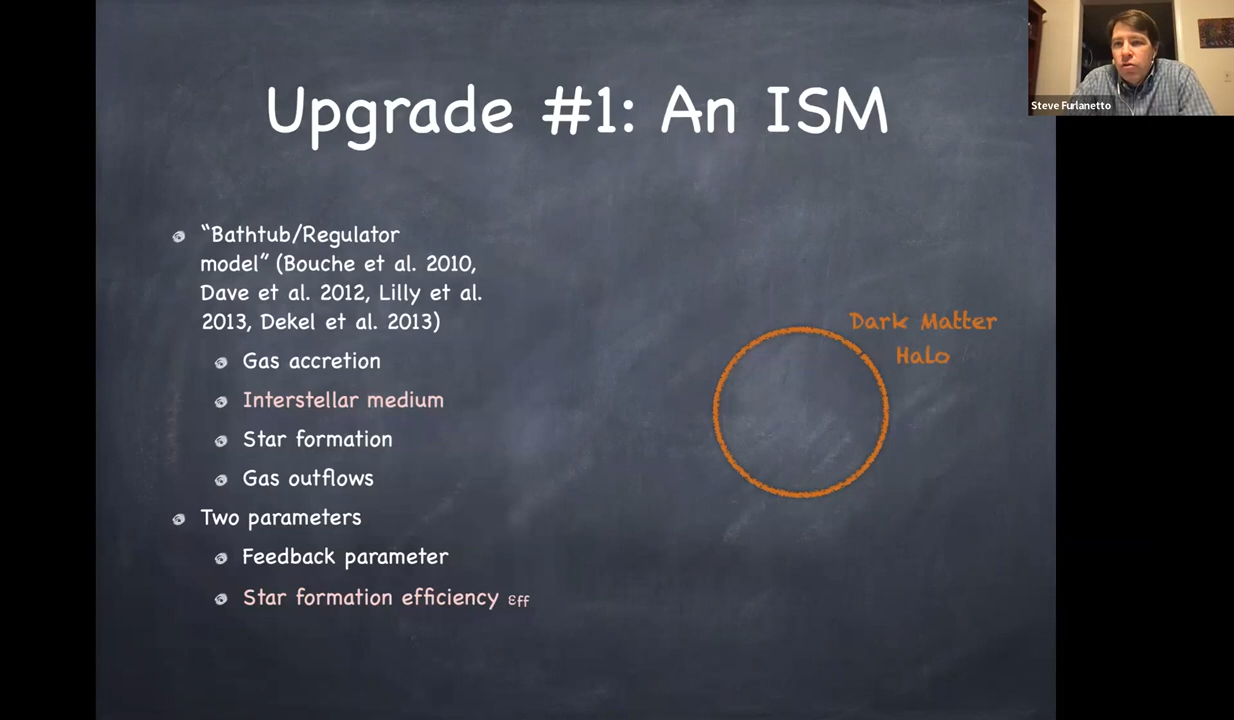 Upgrade #1: An ISM
Steve Furlanetto
"Bathtub/Regulator
model" (Bouche et al. 2010,
Dave et al. 2012, Lilly et al.
2013, Dekel et al. 2013)
Gas accretion
Interstellar medium
Star formation
Gas outflows
Two parameters
Feedback parameter
Star formation efficiency εff
Dark Matter
Halo